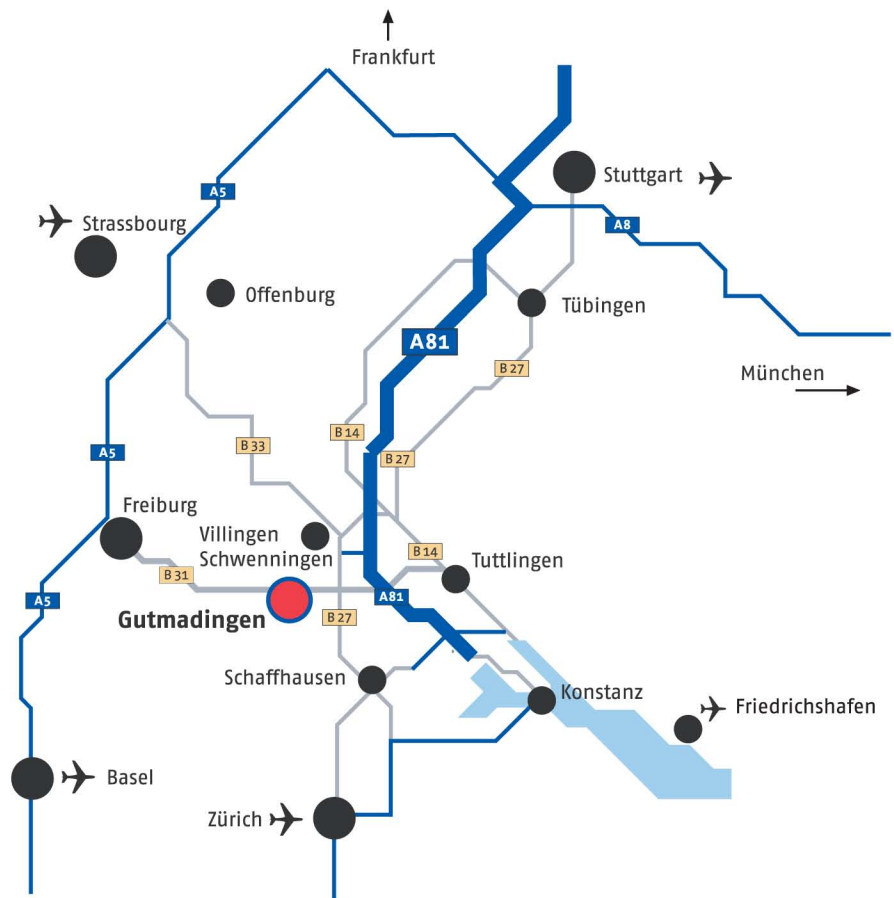 Frankfurt
Stuttgart
A5
Strassbourg
A8
Offenburg
Tübingen
A81
B 27
München
B 14
B 33
A5
B 27
Freiburg
Villingen
Schwenningen
B 14
Tuttlingen
B 31
A5
A81
Gutmadingen
B 27
Schaffhausen
Konstanz
Friedrichshafen
Basel
Zürich